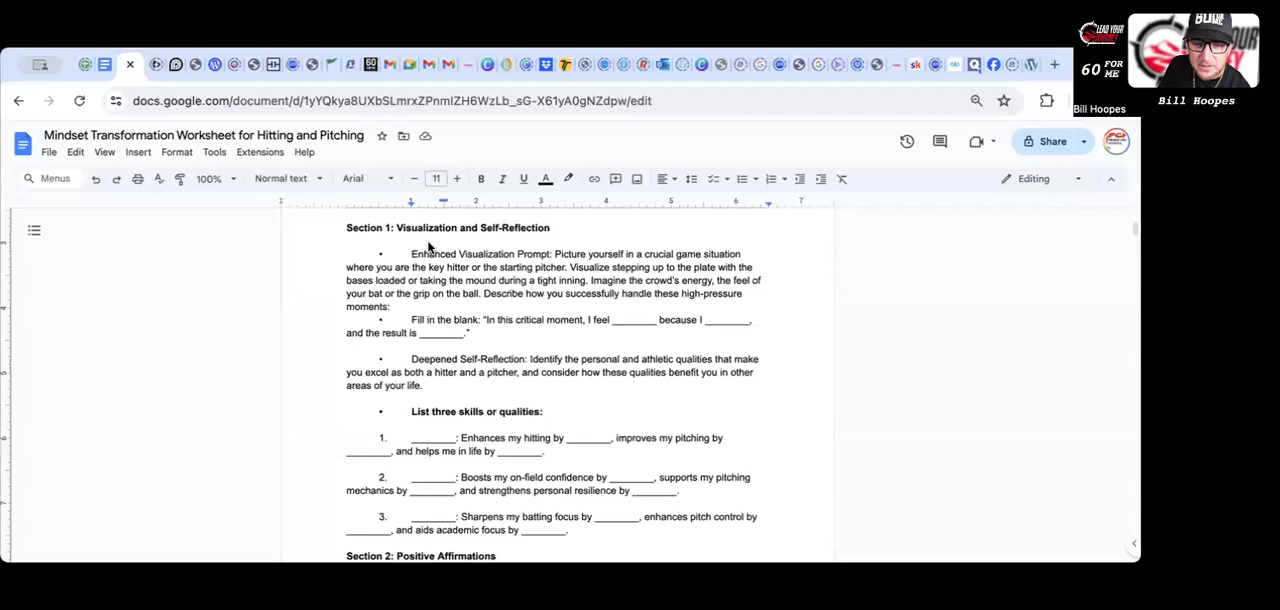 LEAD YOUR
60 FOR
ME
Bill Hoopes
Bill Hoopes
docs.google.com/document/d/1yYQkya8UXbSLmrxZPnmIZH6WzLb_sG-X61yA0gNZdpw/edit
Mindset Transformation Worksheet for Hitting and Pitching
File Edit View Insert Format Tools Extensions Help
Share
Menus 100% Normal text Arial 11 Editing
1 1 2 3 4 5 6 7
Section 1: Visualization and Self-Reflection
• Enhanced Visualization Prompt: Picture yourself in a crucial game situation
where you are the key hitter or the starting pitcher. Visualize stepping up to the plate with the
bases loaded or taking the mound during a tight inning. Imagine the crowd's energy, the feel of
your bat or the grip on the ball. Describe how you successfully handle these high-pressure
moments:
• Fill in the blank: “In this critical moment, I feel ________ because I ________,
and the result is ________.”
• Deepened Self-Reflection: Identify the personal and athletic qualities that make
you excel as both a hitter and a pitcher, and consider how these qualities benefit you in other
areas of your life.
• List three skills or qualities:
1. ________: Enhances my hitting by ________, improves my pitching by
________, and helps me in life by ________.
2. ________: Boosts my on-field confidence by ________, supports my pitching
mechanics by ________, and strengthens personal resilience by ________.
3. ________: Sharpens my batting focus by ________, enhances pitch control by
________, and aids academic focus by ________.
Section 2: Positive Affirmations